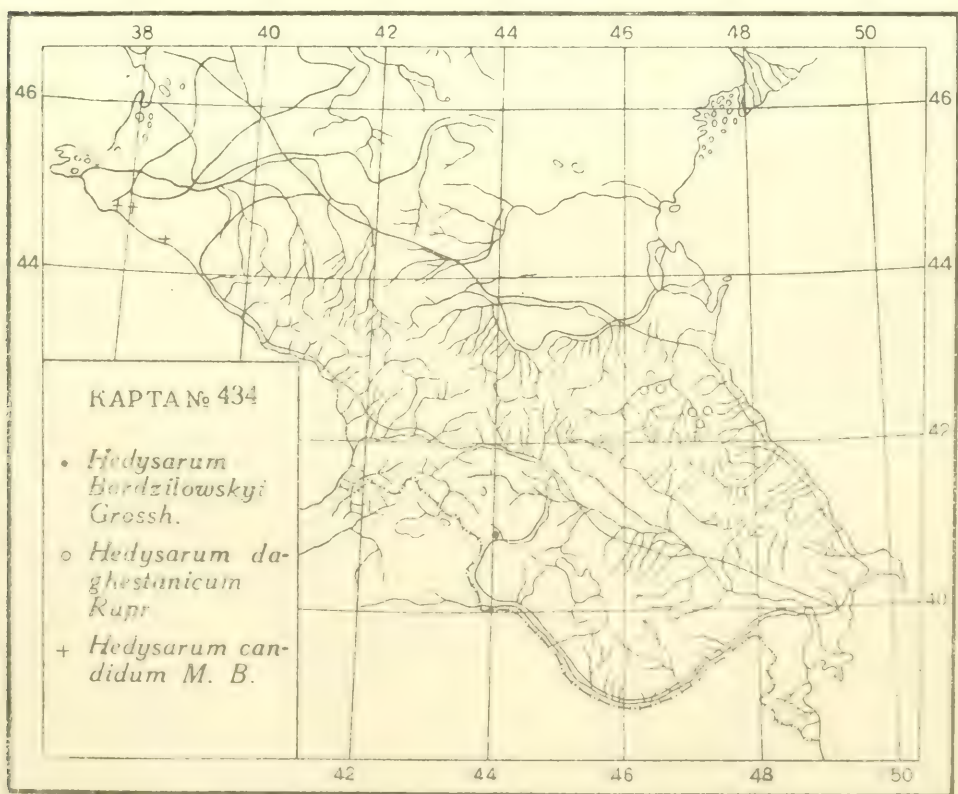 38 40 42 44 46 48 50
46 46
44 44
КАРТА № 434
42
• Hedysarum
Bordzilowskyi
Grossh.
○ Hedysarum da-
ghestanicum
Rupr
40
+ Hedysarum can-
didum M. B.
42 44 46 48 50